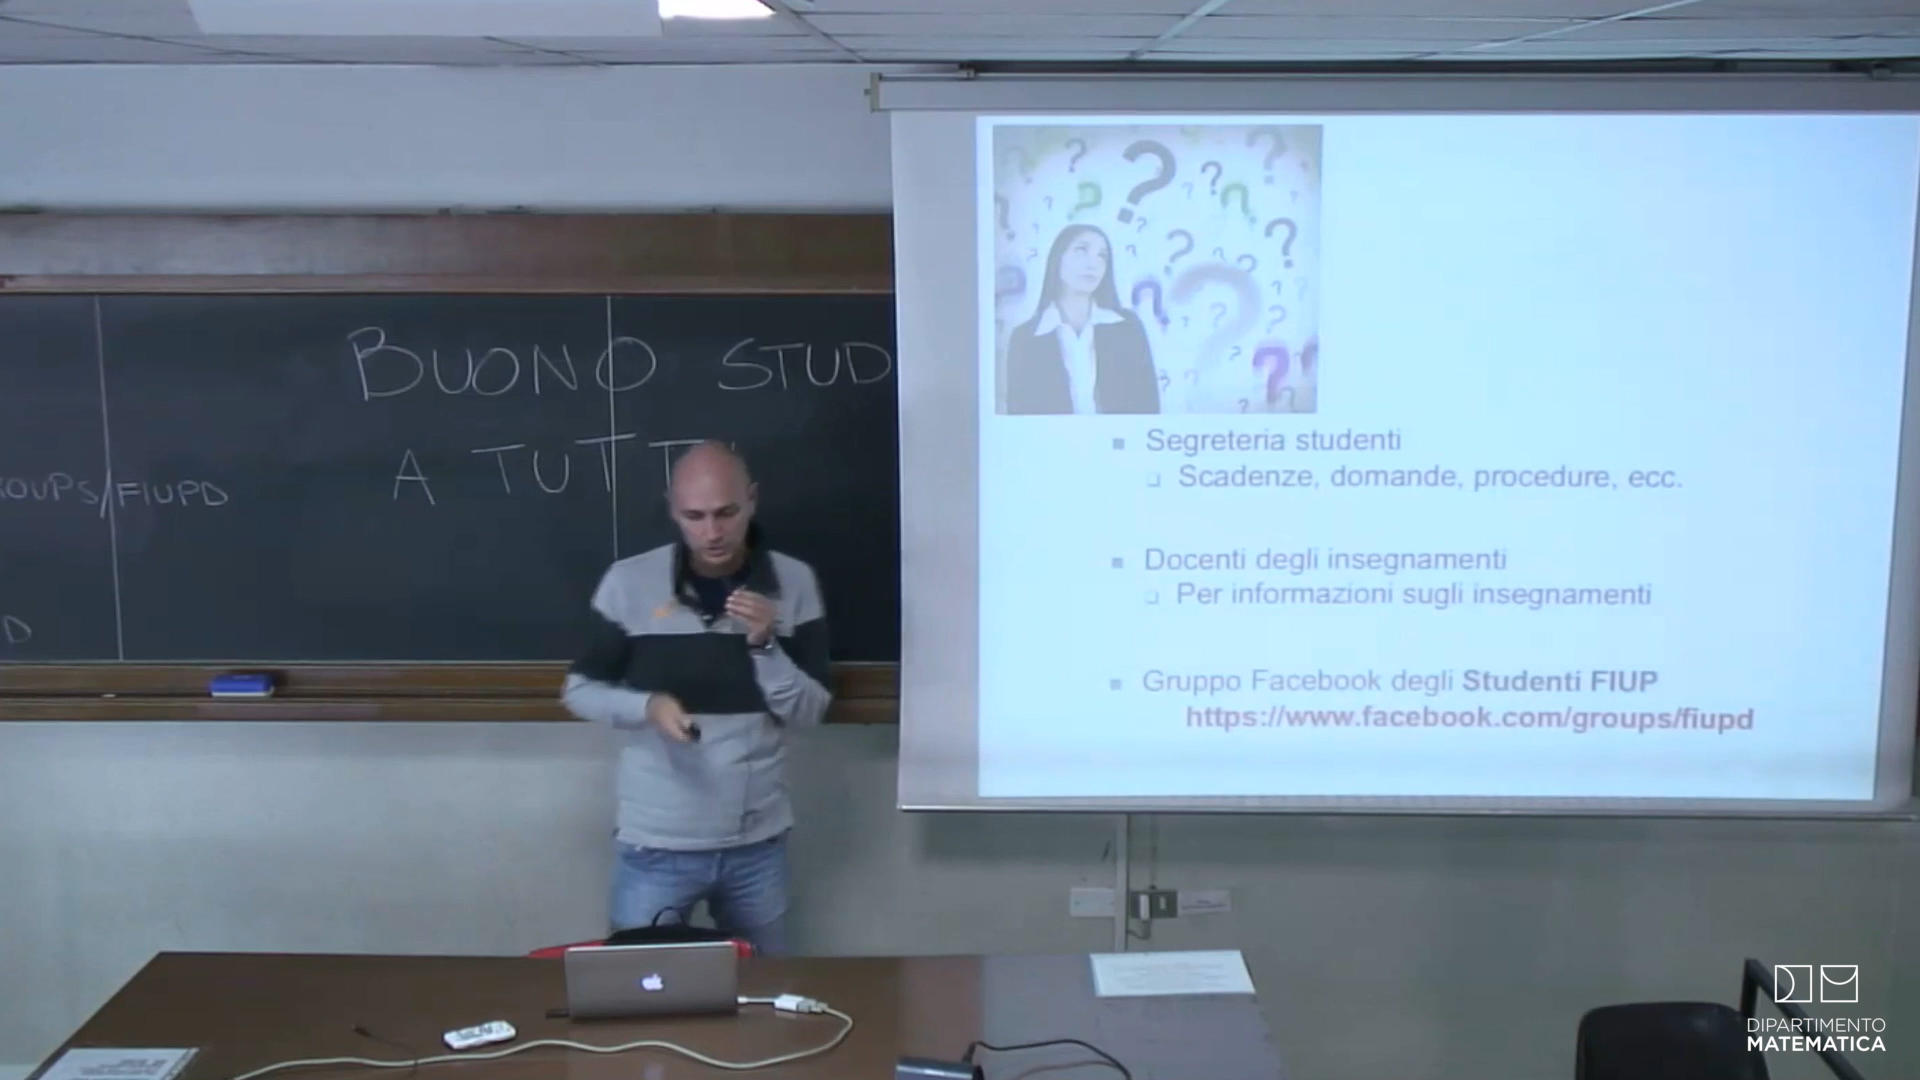 BUONO STUD
A TUTTI
OUPS/FIUPD
D
Segreteria studenti
Scadenze, domande, procedure, ecc.
Docenti degli insegnamenti
Per informazioni sugli insegnamenti
Gruppo Facebook degli Studenti FIUP
https://www.facebook.com/groups/fiupd
DIPARTIMENTO
MATEMATICA